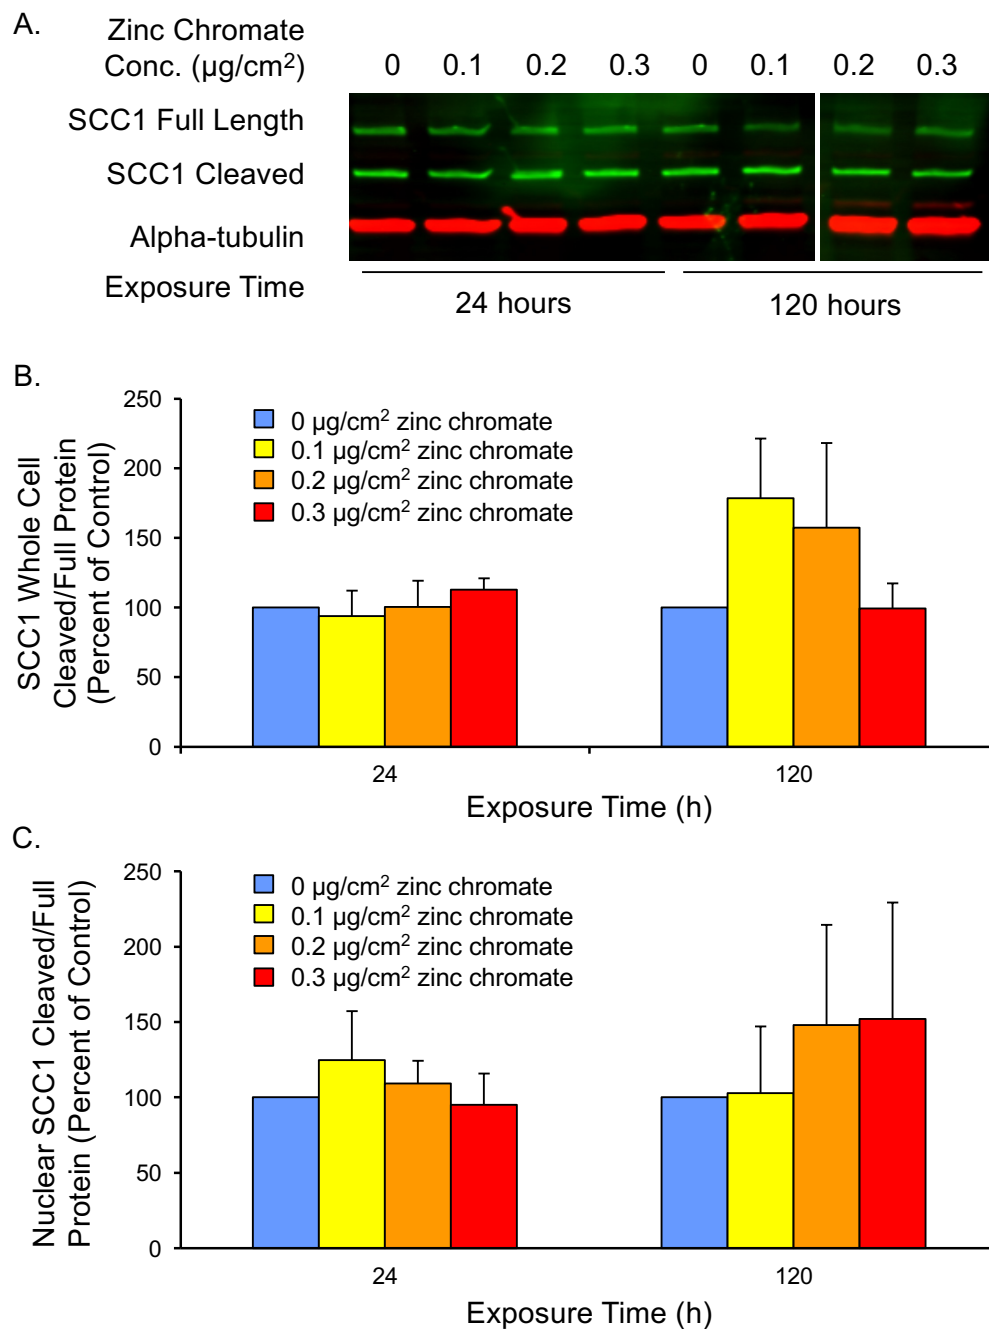 A.
Zinc Chromate
Conc. (µg/cm²) 0 0.1 0.2 0.3 0 0.1 0.2 0.3
SCC1 Full Length
SCC1 Cleaved
Alpha-tubulin
Exposure Time
24 hours 120 hours
B.
SCC1 Whole Cell
Cleaved/Full Protein
(Percent of Control)
250
200
150
100
50
0
0 µg/cm² zinc chromate
0.1 µg/cm² zinc chromate
0.2 µg/cm² zinc chromate
0.3 µg/cm² zinc chromate
24 120
Exposure Time (h)
C.
Nuclear SCC1 Cleaved/Full
Protein (Percent of Control)
250
200
150
100
50
0
0 µg/cm² zinc chromate
0.1 µg/cm² zinc chromate
0.2 µg/cm² zinc chromate
0.3 µg/cm² zinc chromate
24 120
Exposure Time (h)